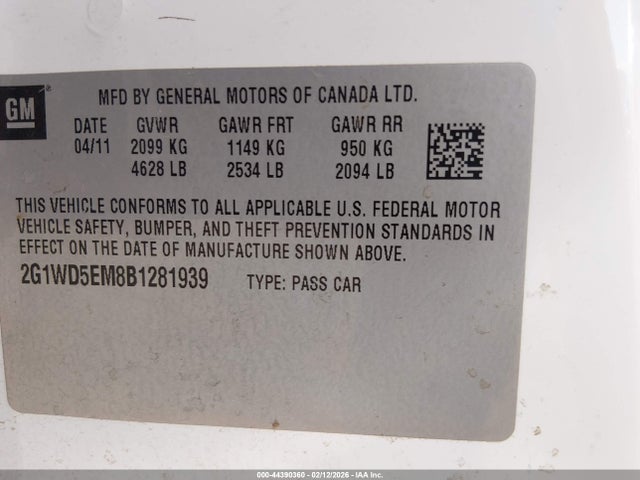 GM
MFD BY GENERAL MOTORS OF CANADA LTD.
DATE GVWR GAWR FRT GAWR RR
04/11 2099 KG 1149 KG 950 KG
4628 LB 2534 LB 2094 LB
THIS VEHICLE CONFORMS TO ALL APPLICABLE U.S. FEDERAL MOTOR
VEHICLE SAFETY, BUMPER, AND THEFT PREVENTION STANDARDS IN
EFFECT ON THE DATE OF MANUFACTURE SHOWN ABOVE.
2G1WD5EM8B1281939 TYPE: PASS CAR
000-44390360 - 02/12/2026 - IAA Inc.